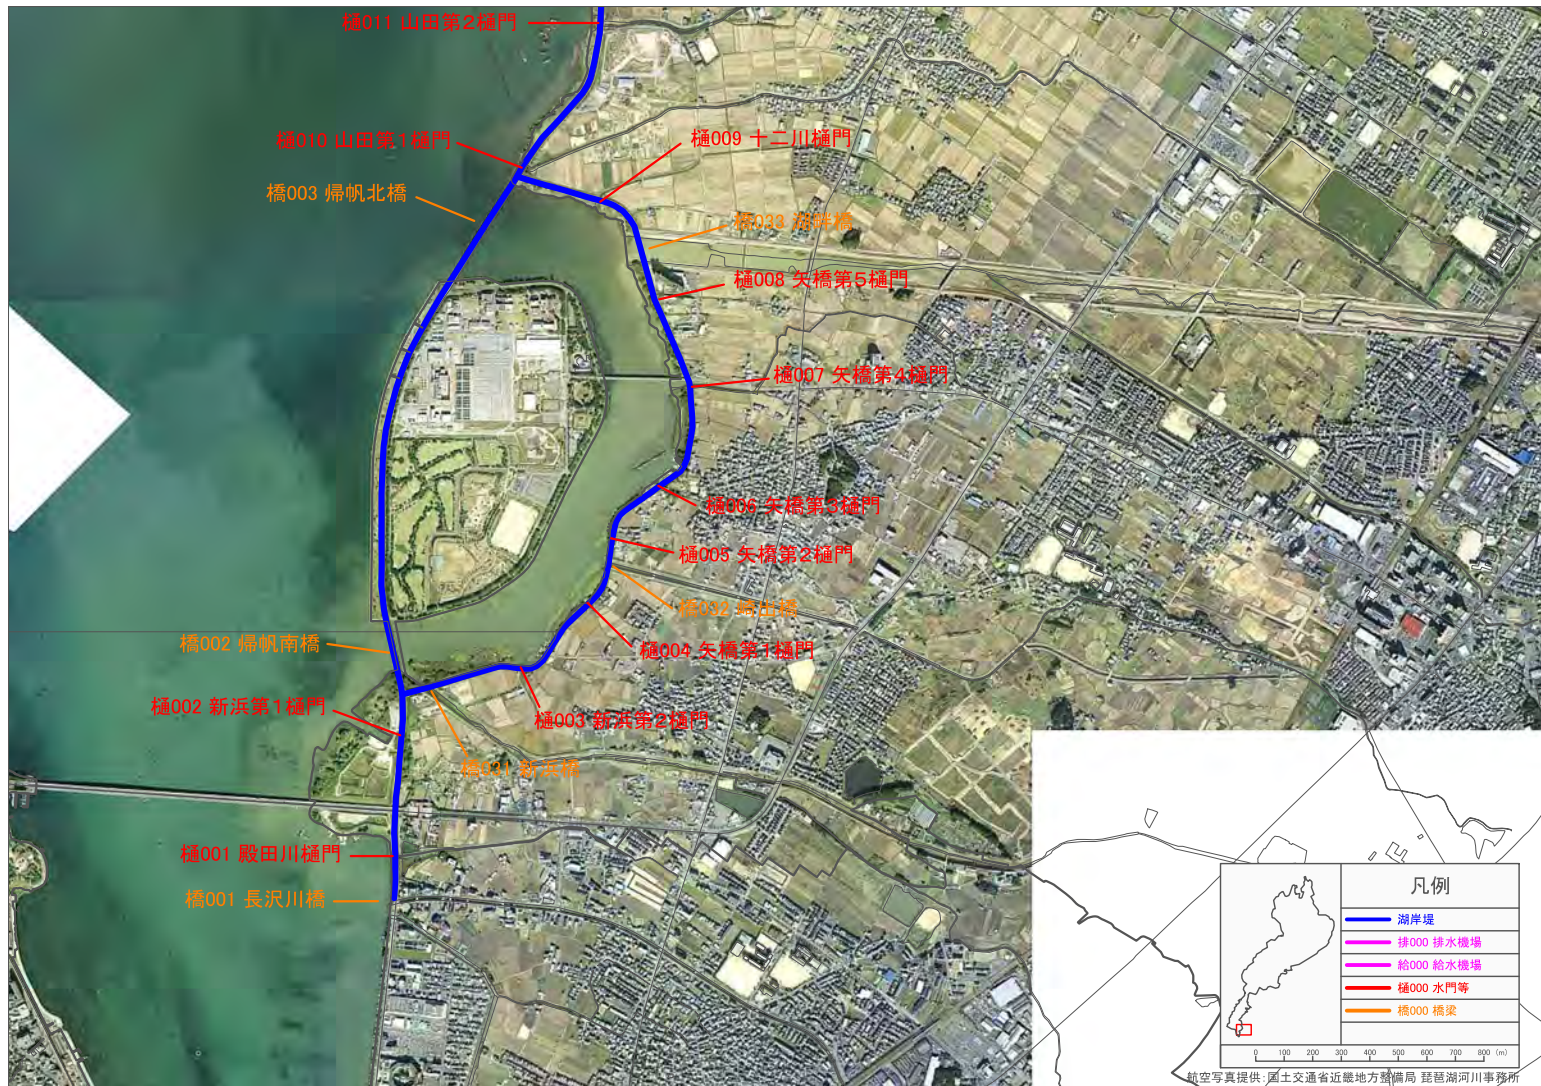 樋011 山田第2樋門
樋010 山田第1樋門
樋009 十二川樋門
橋003 帰帆北橋
橋033 湖畔橋
樋008 矢橋第5樋門
樋007 矢橋第4樋門
樋006 矢橋第3樋門
樋005 矢橋第2樋門
橋032 崎出橋
橋002 帰帆南橋
樋004 矢橋第1樋門
樋002 新浜第1樋門
樋003 新浜第2樋門
橋031 新浜橋
樋001 殿田川樋門
橋001 長沢川橋
凡例
湖岸堤
排000 排水機場
給000 給水機場
樋000 水門等
橋000 橋梁
0 100 200 300 400 500 600 700 800 (m)
航空写真提供:国土交通省近畿地方整備局 琵琶湖河川事務所